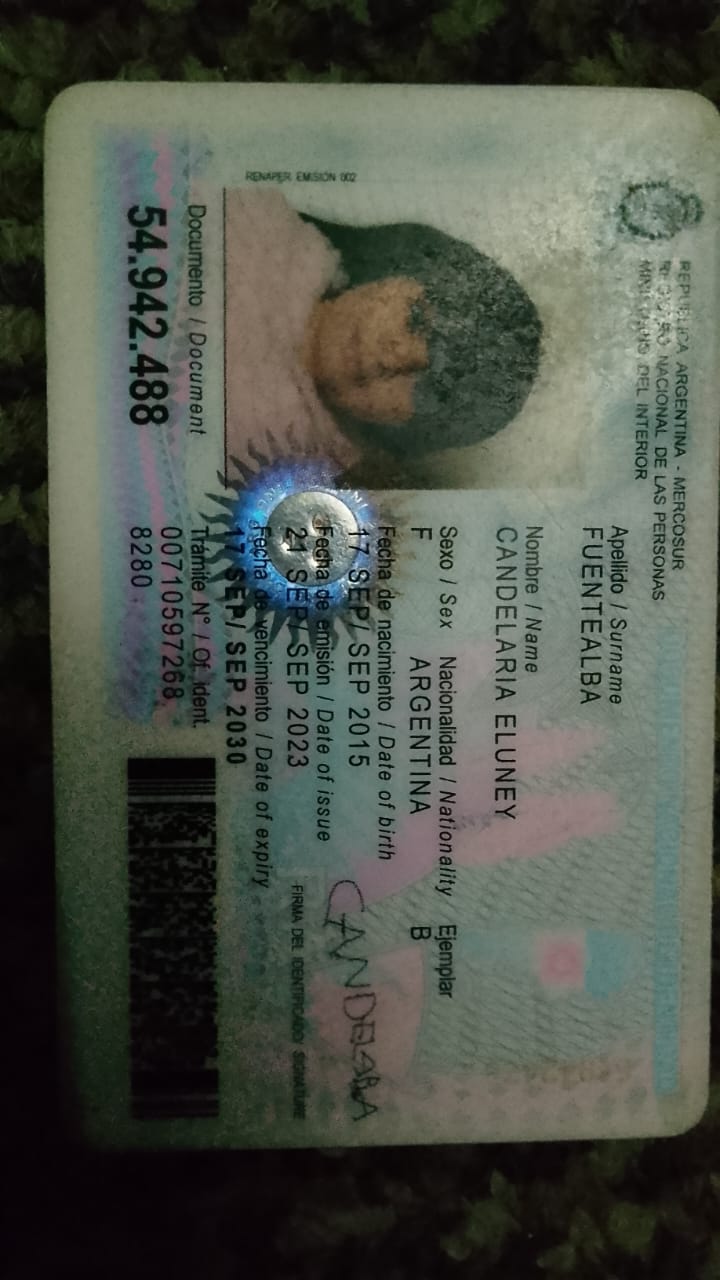 REPUBLICA ARGENTINA - MERCOSUR
REGISTRO NACIONAL DE LAS PERSONAS
MINISTERIO DEL INTERIOR
RENAPER EMISIÓN 002
Apellido / Surname
FUENTEALBA
Nombre / Name
CANDELARIA ELUNEY
Sexo / Sex Nacionalidad / Nationality Ejemplar
F ARGENTINA B
Fecha de nacimiento / Date of birth
17 SEP/ SEP 2015
Fecha de emisión / Date of issue
21 SEP/ SEP 2023
Fecha de vencimiento / Date of expiry
17 SEP/ SEP 2030
FIRMA DEL IDENTIFICADO/ SIGNATURE
Documento / Document
54.942.488
Trámite N° / Of. ident.
00710597268
8280